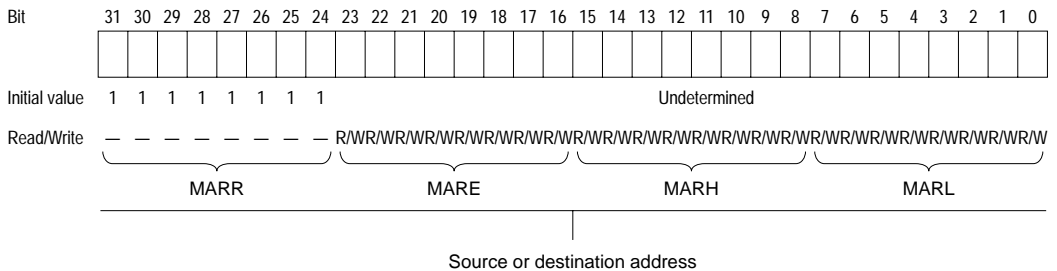 Bit 31 30 29 28 27 26 25 24 23 22 21 20 19 18 17 16 15 14 13 12 11 10 9 8 7 6 5 4 3 2 1 0
Initial value 1 1 1 1 1 1 1 1 Undetermined
Read/Write — — — — — — — — R/W R/W R/W R/W R/W R/W R/W R/W R/W R/W R/W R/W R/W R/W R/W R/W R/W R/W R/W R/W R/W R/W R/W R/W
MARR MARE MARH MARL
Source or destination address